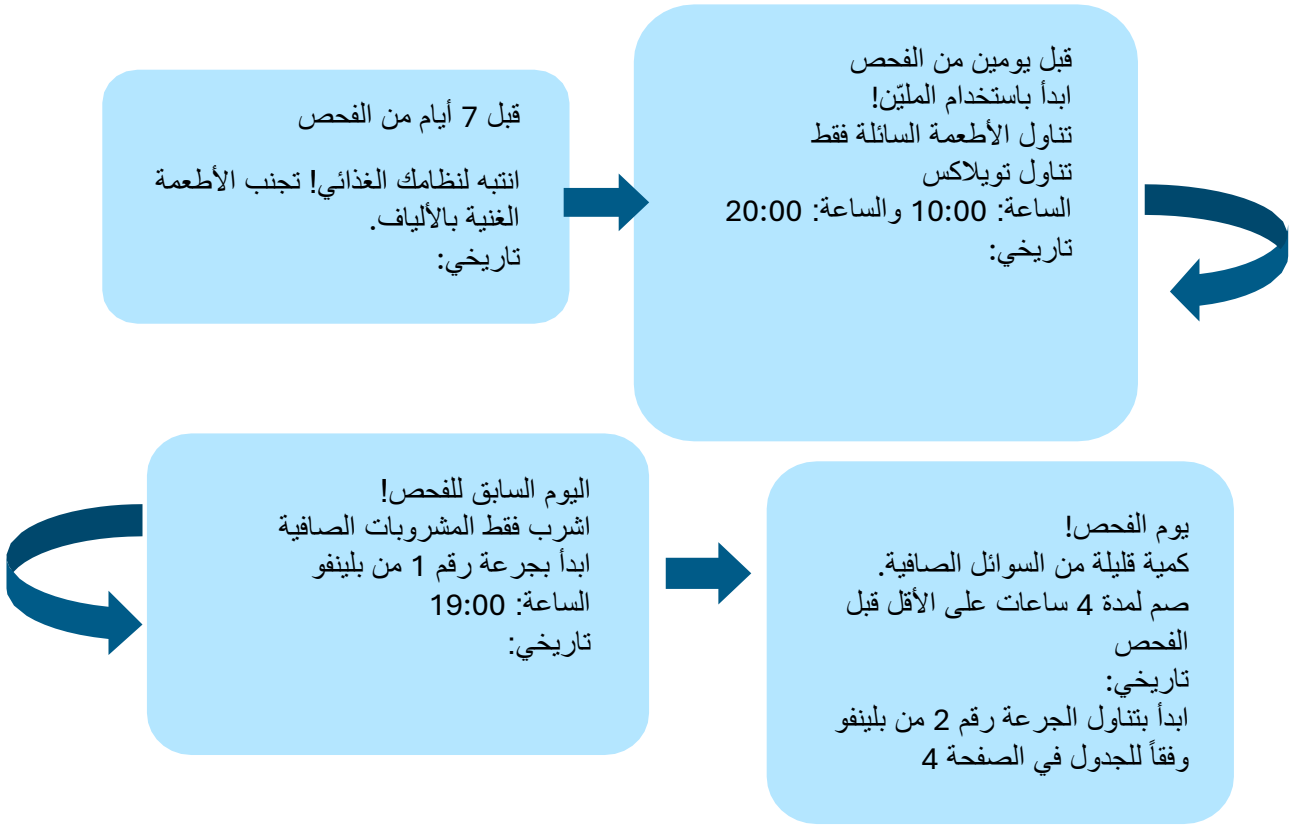 قبل 7 أيام من الفحص
انتبه لنظامك الغذائي! تجنب الأطعمة
الغنية بالألياف.
تاريخي:
قبل يومين من الفحص
ابدأ باستخدام المليّن!
تناول الأطعمة السائلة فقط
تناول تويلاكس
الساعة: 10:00 والساعة: 20:00
تاريخي:
اليوم السابق للفحص!
اشرب فقط المشروبات الصافية
ابدأ بجرعة رقم 1 من بلينفو
الساعة: 19:00
تاريخي:
يوم الفحص!
كمية قليلة من السوائل الصافية.
صم لمدة 4 ساعات على الأقل قبل
الفحص
تاريخي:
ابدأ بتناول الجرعة رقم 2 من بلينفو
وفقاً للجدول في الصفحة 4